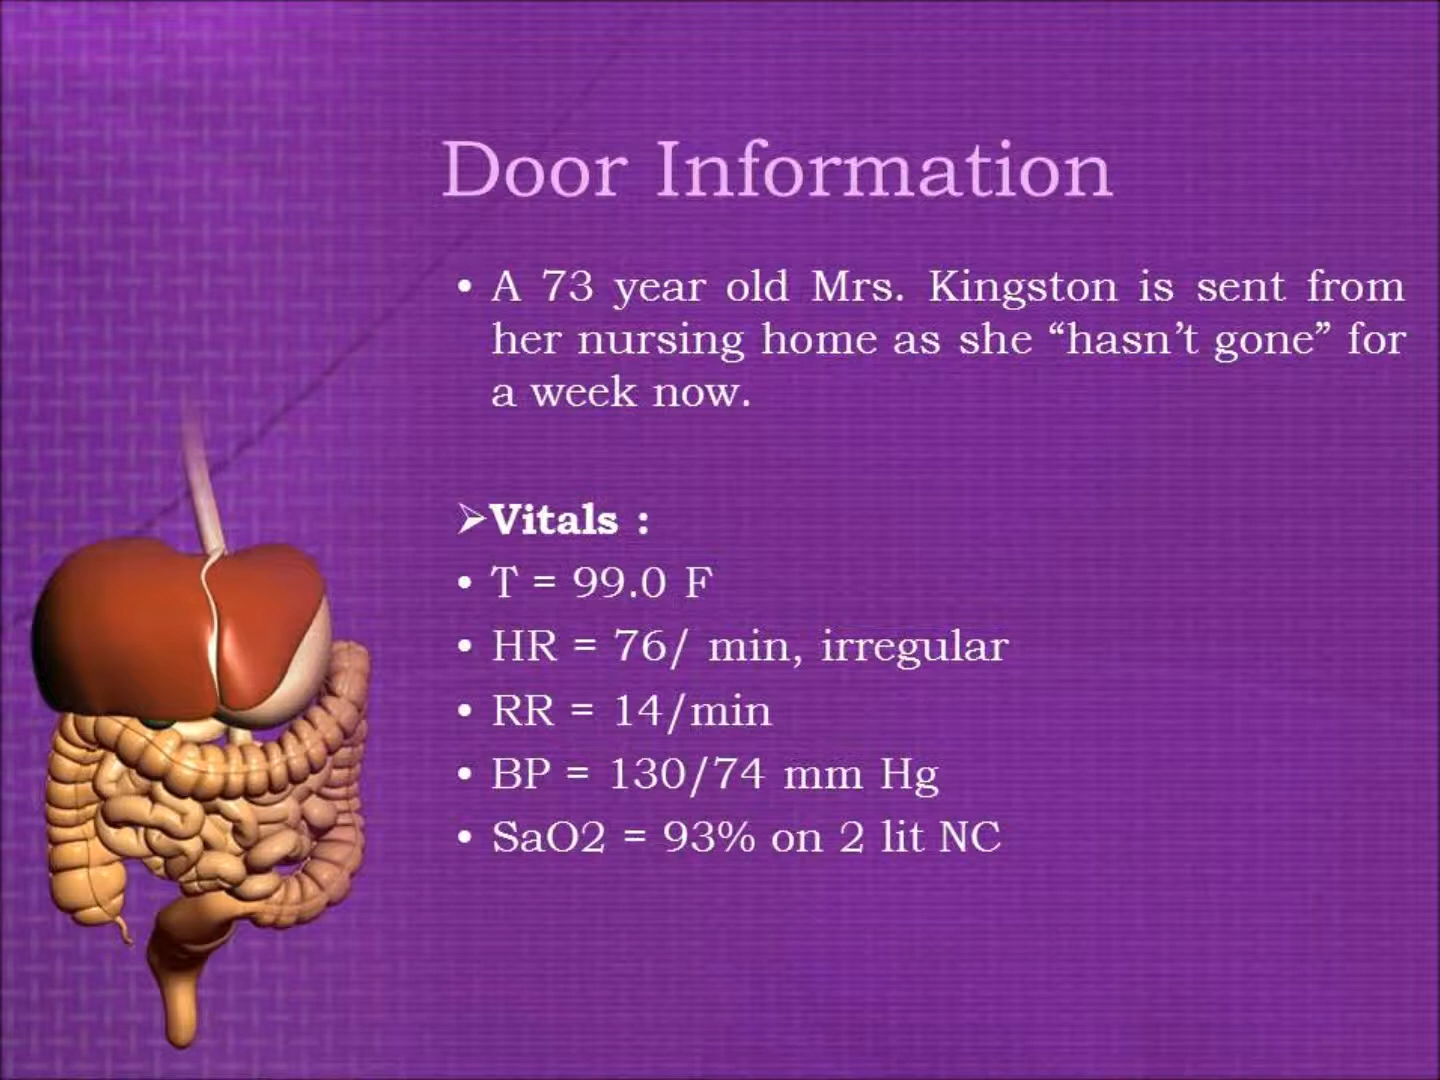 Door Information
• A 73 year old Mrs. Kingston is sent from
her nursing home as she “hasn’t gone” for
a week now.
➢Vitals :
• T = 99.0 F
• HR = 76/ min, irregular
• RR = 14/min
• BP = 130/74 mm Hg
• SaO2 = 93% on 2 lit NC